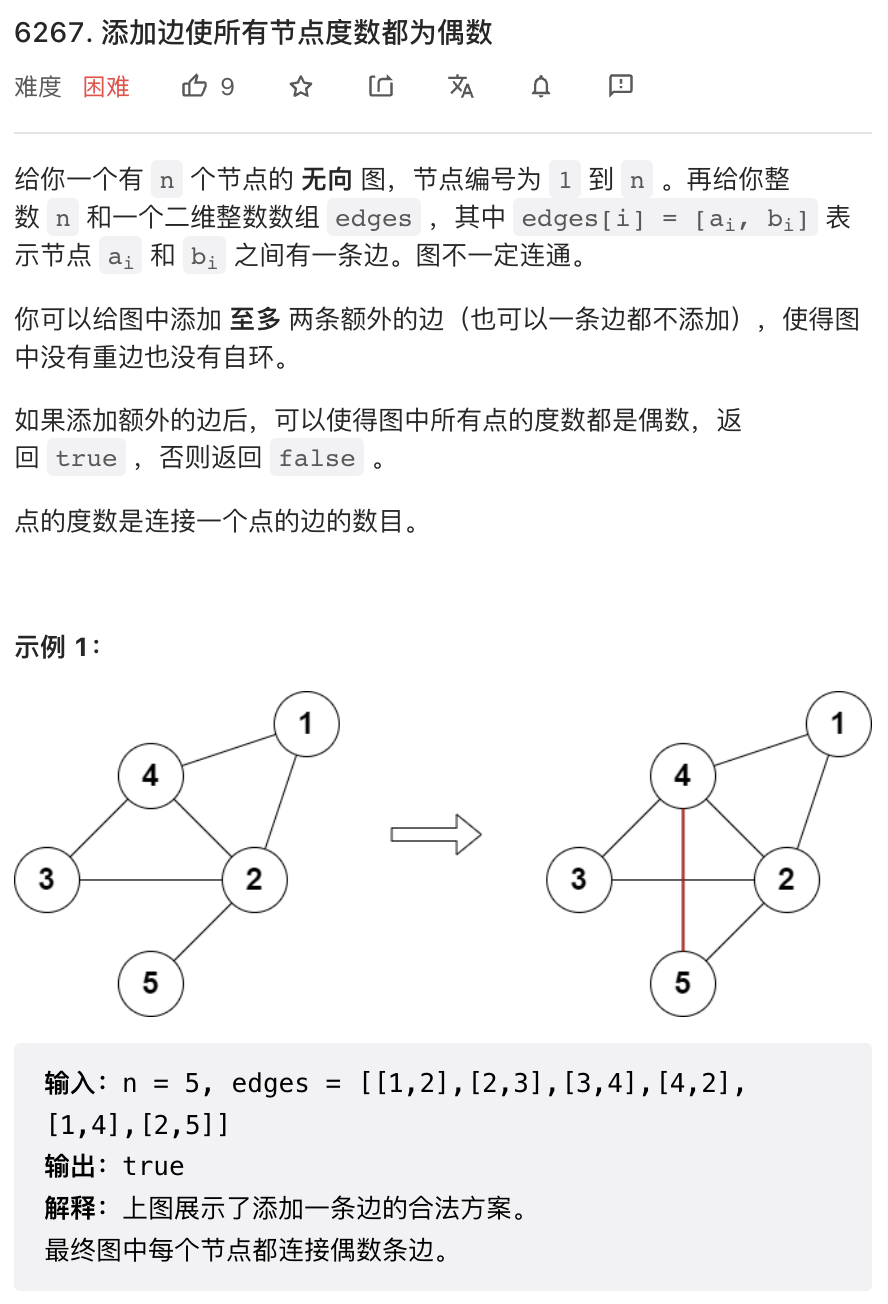 6267. 添加边使所有节点度数都为偶数
难度 困难 9
给你一个有 n 个节点的 无向 图，节点编号为 1 到 n 。再给你整
数 n 和一个二维整数数组 edges ，其中 edges[i] = [ai, bi] 表
示节点 ai 和 bi 之间有一条边。图不一定连通。
你可以给图中添加 至多 两条额外的边（也可以一条边都不添加），使得图
中没有重边也没有自环。
如果添加额外的边后，可以使得图中所有点的度数都是偶数，返
回 true ，否则返回 false 。
点的度数是连接一个点的边的数目。
示例 1：
1 1
4 4
3 2 3 2
5 5
输入：n = 5, edges = [[1,2],[2,3],[3,4],[4,2],
[1,4],[2,5]]
输出：true
解释：上图展示了添加一条边的合法方案。
最终图中每个节点都连接偶数条边。